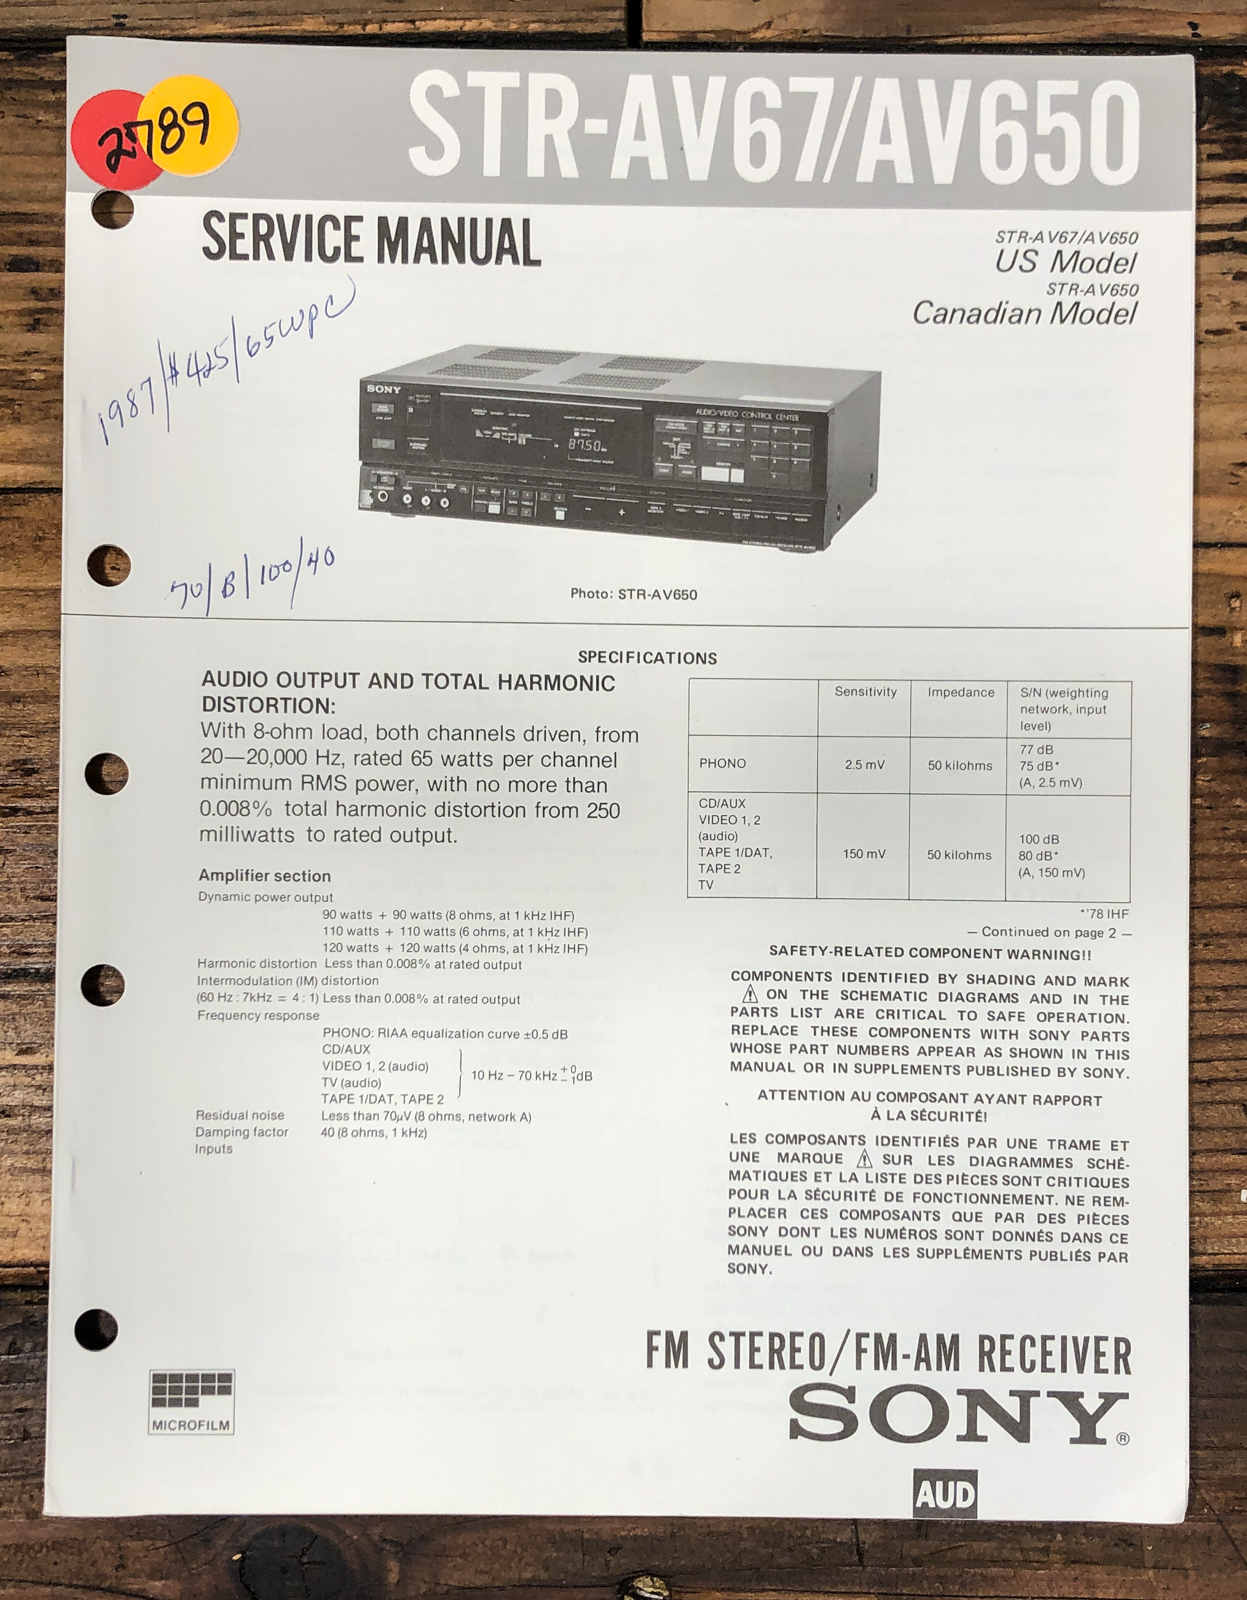 2789
STR-AV67/AV650
SERVICE MANUAL
STR-AV67/AV650
US Model
STR-AV650
Canadian Model
1987/#425/65WPC
SONY
AUDIO/VIDEO CONTROL CENTER
87.50
70/B/100/40
Photo: STR-AV650
SPECIFICATIONS
AUDIO OUTPUT AND TOTAL HARMONIC
DISTORTION:
With 8-ohm load, both channels driven, from
20—20,000 Hz, rated 65 watts per channel
minimum RMS power, with no more than
0.008% total harmonic distortion from 250
milliwatts to rated output.
Amplifier section
Dynamic power output
90 watts + 90 watts (8 ohms, at 1 kHz IHF)
110 watts + 110 watts (6 ohms, at 1 kHz IHF)
120 watts + 120 watts (4 ohms, at 1 kHz IHF)
Harmonic distortion Less than 0.008% at rated output
Intermodulation (IM) distortion
(60 Hz : 7kHz = 4 : 1) Less than 0.008% at rated output
Frequency response
PHONO: RIAA equalization curve ±0.5 dB
CD/AUX
VIDEO 1, 2 (audio)
TV (audio)
TAPE 1/DAT, TAPE 2
10 Hz – 70 kHz +0 −1 dB
Residual noise Less than 70µV (8 ohms, network A)
Damping factor 40 (8 ohms, 1 kHz)
Inputs
Sensitivity Impedance S/N (weighting
network, input
level)
PHONO 2.5 mV 50 kilohms 77 dB
75 dB*
(A, 2.5 mV)
CD/AUX
VIDEO 1, 2
(audio)
TAPE 1/DAT,
TAPE 2
TV
150 mV 50 kilohms 100 dB
80 dB*
(A, 150 mV)
*'78 IHF
— Continued on page 2 —
SAFETY-RELATED COMPONENT WARNING!!
COMPONENTS IDENTIFIED BY SHADING AND MARK
⚠ ON THE SCHEMATIC DIAGRAMS AND IN THE
PARTS LIST ARE CRITICAL TO SAFE OPERATION.
REPLACE THESE COMPONENTS WITH SONY PARTS
WHOSE PART NUMBERS APPEAR AS SHOWN IN THIS
MANUAL OR IN SUPPLEMENTS PUBLISHED BY SONY.
ATTENTION AU COMPOSANT AYANT RAPPORT
À LA SÉCURITÉ!
LES COMPOSANTS IDENTIFIÉS PAR UNE TRAME ET
UNE MARQUE ⚠ SUR LES DIAGRAMMES SCHÉ-
MATIQUES ET LA LISTE DES PIÈCES SONT CRITIQUES
POUR LA SÉCURITÉ DE FONCTIONNEMENT. NE REM-
PLACER CES COMPOSANTS QUE PAR DES PIÈCES
SONY DONT LES NUMÉROS SONT DONNÉS DANS CE
MANUEL OU DANS LES SUPPLÉMENTS PUBLIÉS PAR
SONY.
FM STEREO/FM-AM RECEIVER
SONY®
MICROFILM
AUD